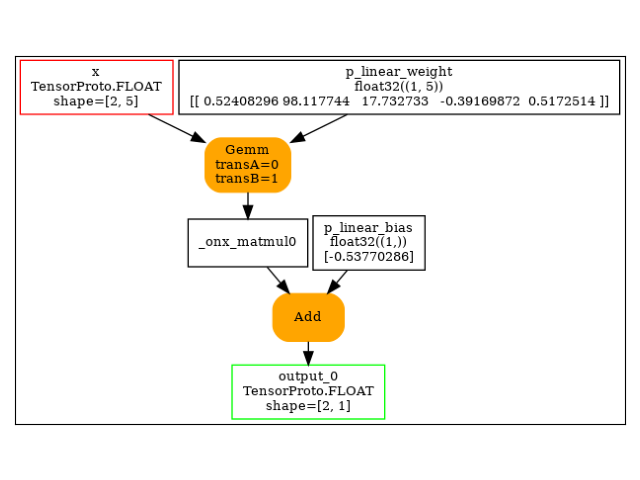 x
TensorProto.FLOAT
shape=[2, 5]
p_linear_weight
float32((1, 5))
[[ 0.52408296 98.117744   17.732733   -0.39169872  0.5172514 ]]
Gemm
transA=0
transB=1
_onx_matmul0
p_linear_bias
float32((1,))
[-0.53770286]
Add
output_0
TensorProto.FLOAT
shape=[2, 1]